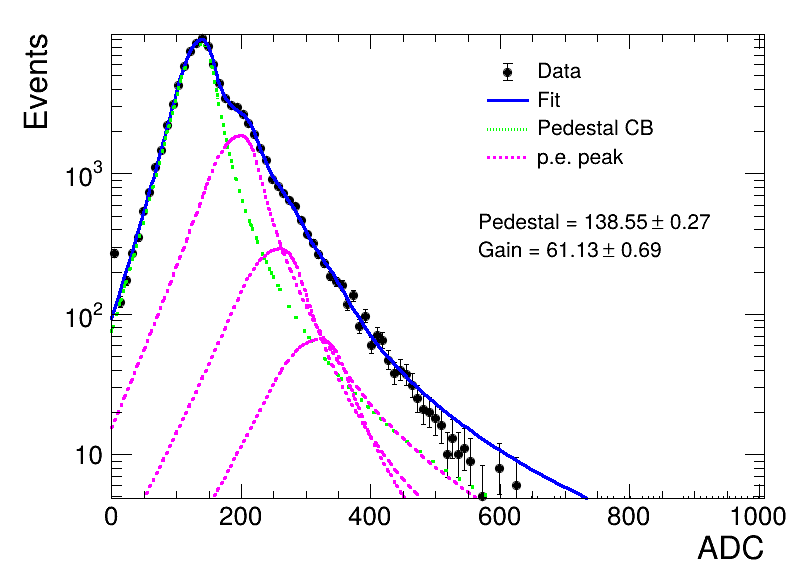 Events
10³
10²
10
Data
Fit
Pedestal CB
p.e. peak
Pedestal = 138.55 ± 0.27
Gain = 61.13 ± 0.69
0 200 400 600 800 1000
ADC